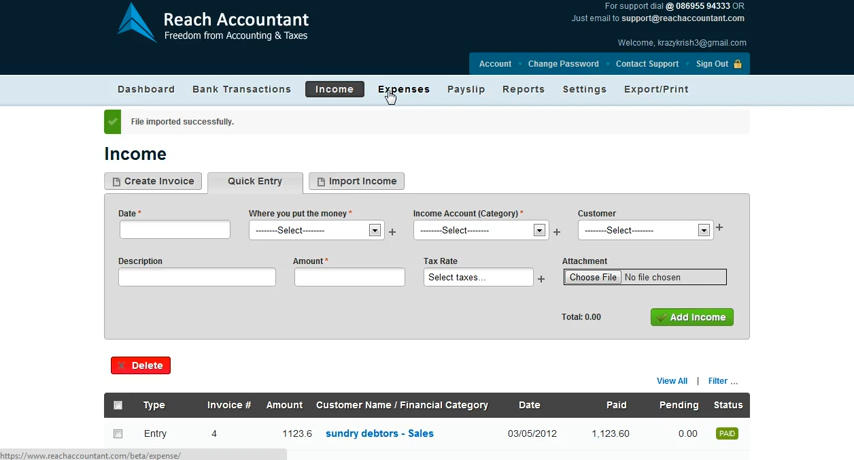 Reach Accountant
Freedom from Accounting & Taxes
For support dial @ 086955 94333 OR
Just email to support@reachaccountant.com
Welcome, krazykrish3@gmail.com
Account Change Password Contact Support Sign Out
Dashboard Bank Transactions Income Expenses Payslip Reports Settings Export/Print
File imported successfully.
Income
Create Invoice Quick Entry Import Income
Date * Where you put the money * Income Account (Category) * Customer
--------Select-------- + --------Select-------- + --------Select-------- +
Description Amount * Tax Rate Attachment
Select taxes... + Choose File No file chosen
Total: 0.00 Add Income
Delete
View All | Filter ...
Type Invoice # Amount Customer Name / Financial Category Date Paid Pending Status
Entry 4 1123.6 sundry debtors - Sales 03/05/2012 1,123.60 0.00 PAID
https://www.reachaccountant.com/beta/expense/